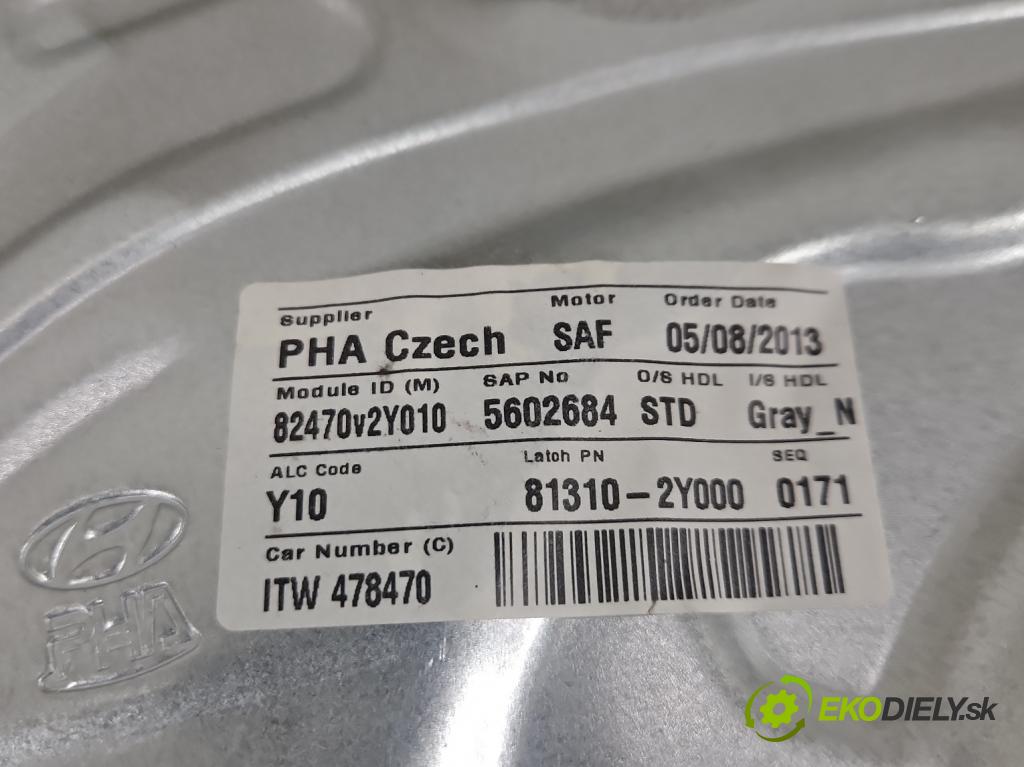 Supplier Motor Order Date
PHA Czech SAF 05/08/2013
Module ID (M) SAP No O/S HDL I/S HDL
82470v2Y010 5602684 STD Gray_N
ALC Code Latch PN SEQ
Y10 81310-2Y000 0171
Car Number (C)
ITW 478470
PHA
EKODIELY.sk